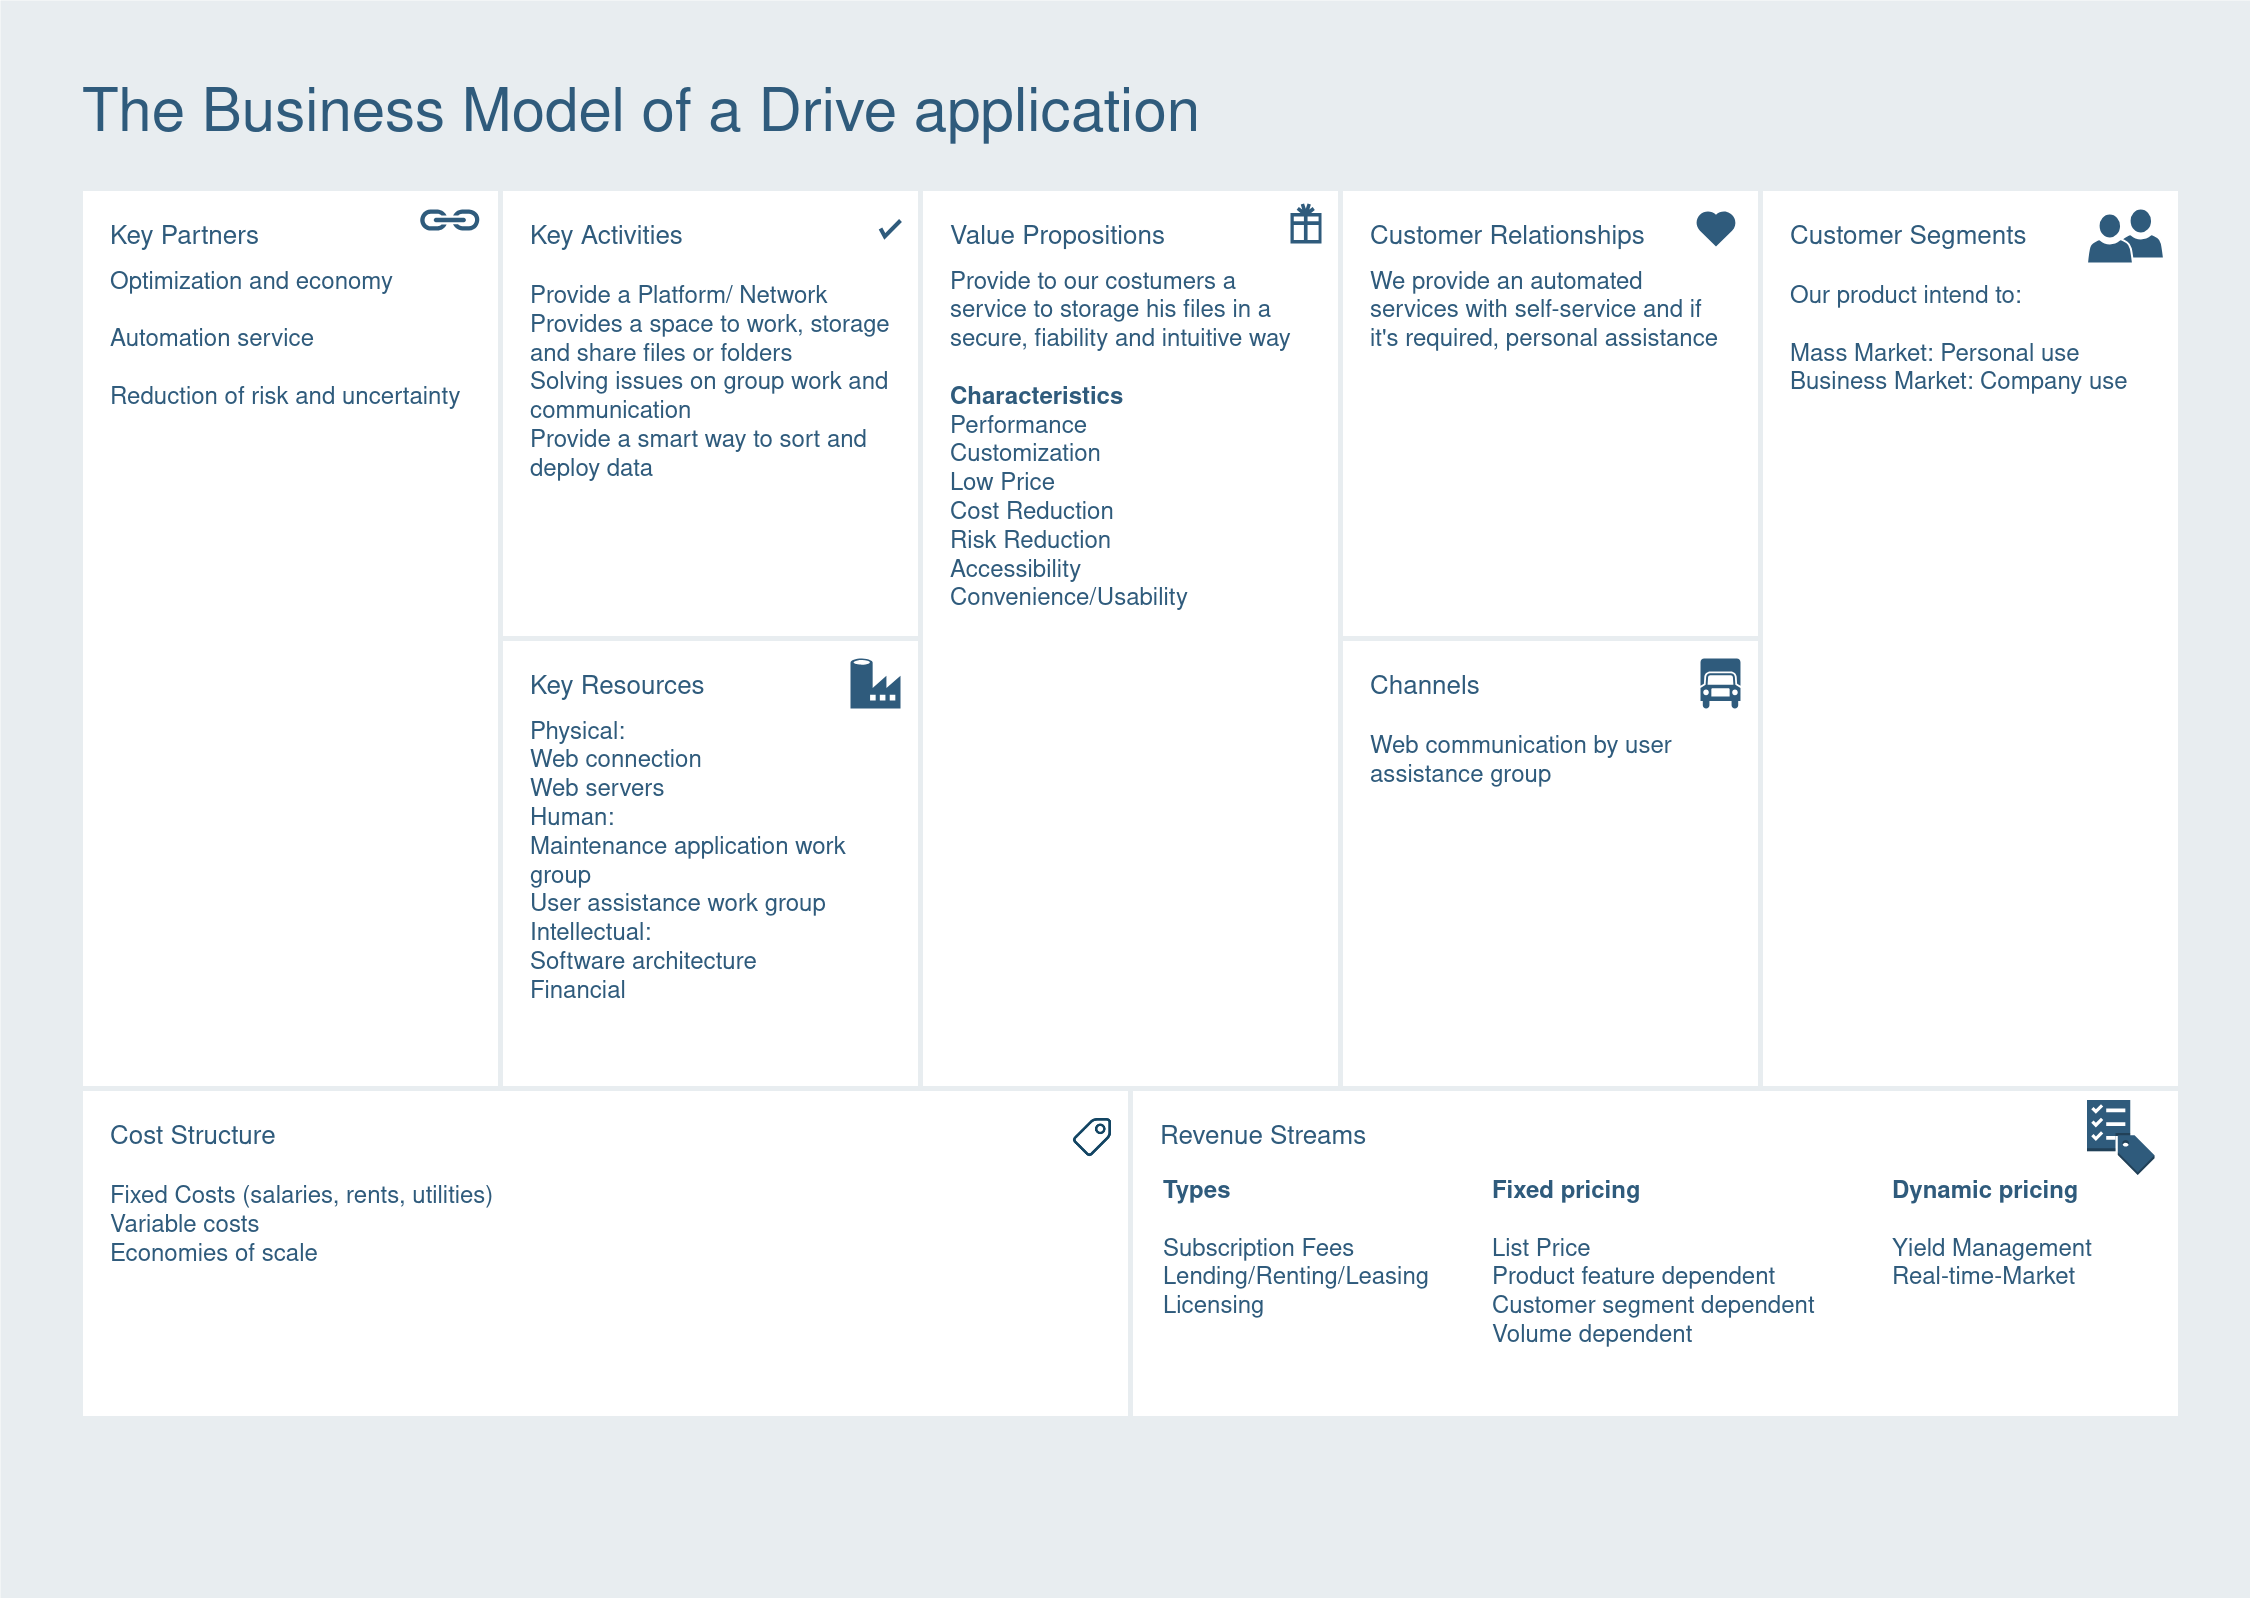 The Business Model of a Drive application
Key Partners
Optimization and economy
Automation service
Reduction of risk and uncertainty
Key Activities
Provide a Platform/ Network
Provides a space to work, storage
and share files or folders
Solving issues on group work and
communication
Provide a smart way to sort and
deploy data
Key Resources
Physical:
Web connection
Web servers
Human:
Maintenance application work
group
User assistance work group
Intellectual:
Software architecture
Financial
Value Propositions
Provide to our costumers a
service to storage his files in a
secure, fiability and intuitive way
Characteristics
Performance
Customization
Low Price
Cost Reduction
Risk Reduction
Accessibility
Convenience/Usability
Customer Relationships
We provide an automated
services with self-service and if
it's required, personal assistance
Channels
Web communication by user
assistance group
Customer Segments
Our product intend to:
Mass Market: Personal use
Business Market: Company use
Cost Structure
Fixed Costs (salaries, rents, utilities)
Variable costs
Economies of scale
Revenue Streams
Types
Subscription Fees
Lending/Renting/Leasing
Licensing
Fixed pricing
List Price
Product feature dependent
Customer segment dependent
Volume dependent
Dynamic pricing
Yield Management
Real-time-Market